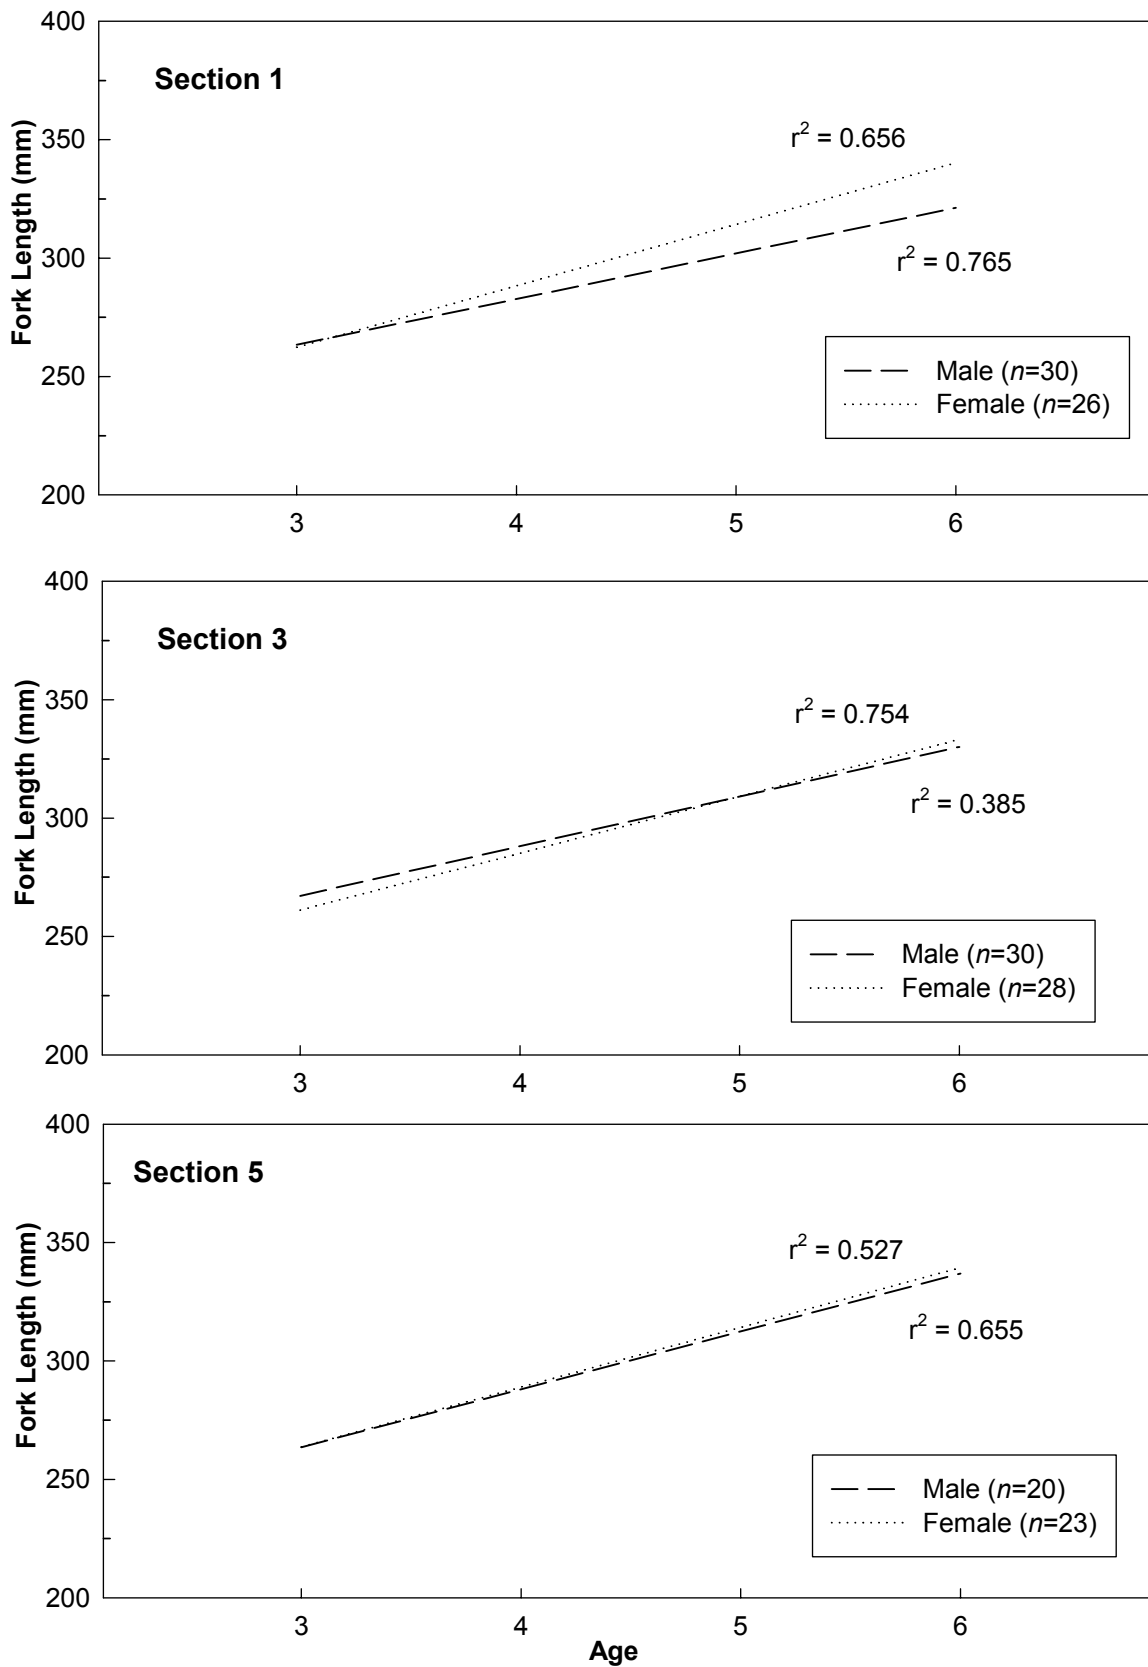 400
Section 1
350
r² = 0.656
300
r² = 0.765
Fork Length (mm)
250
Male (n=30)
Female (n=26)
200
3 4 5 6
400
Section 3
350
r² = 0.754
300
r² = 0.385
Fork Length (mm)
250
Male (n=30)
Female (n=28)
200
3 4 5 6
400
Section 5
350
r² = 0.527
300
r² = 0.655
Fork Length (mm)
250
Male (n=20)
Female (n=23)
200
3 4 5 6
Age